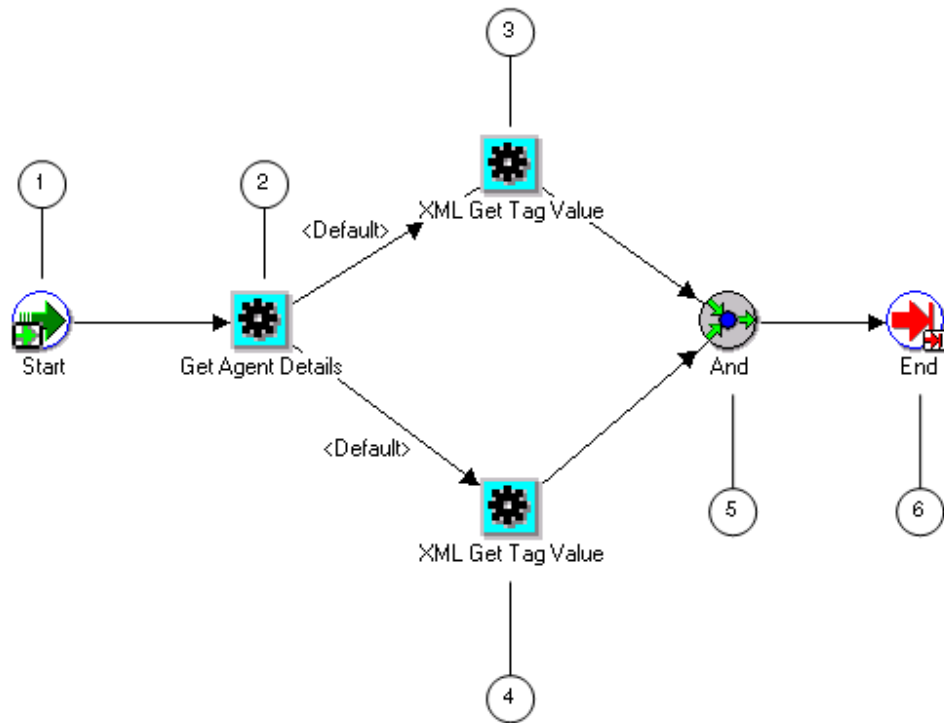 3
1
2
XML Get Tag Value
<Default>
Start
Get Agent Details
And
End
<Default>
5
6
XML Get Tag Value
4